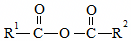 O O
R¹—C—O—C—R²